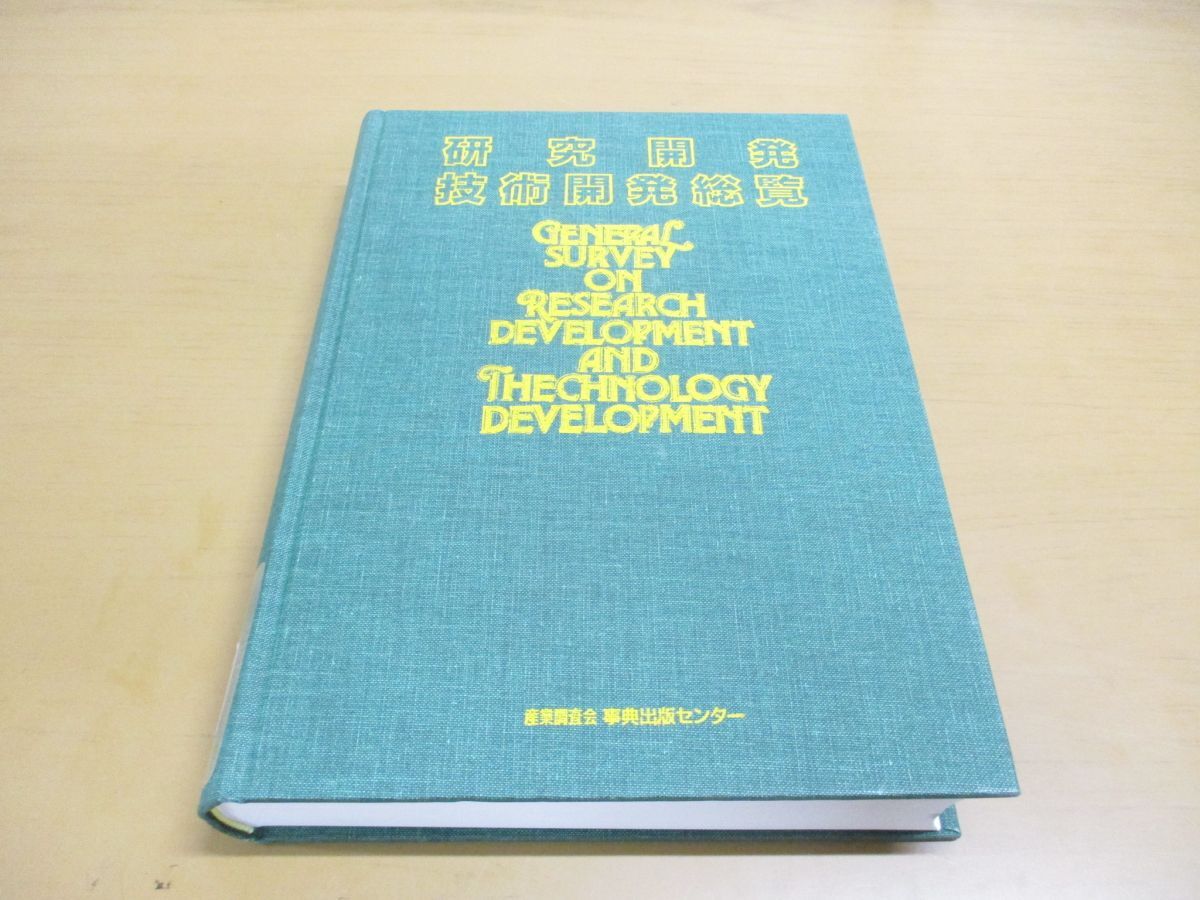 研究開発
技術開発総覧
GENERAL
SURVEY
ON
RESEARCH
DEVELOPMENT
AND
THECHNOLOGY
DEVELOPMENT
産業調査会 事典出版センター